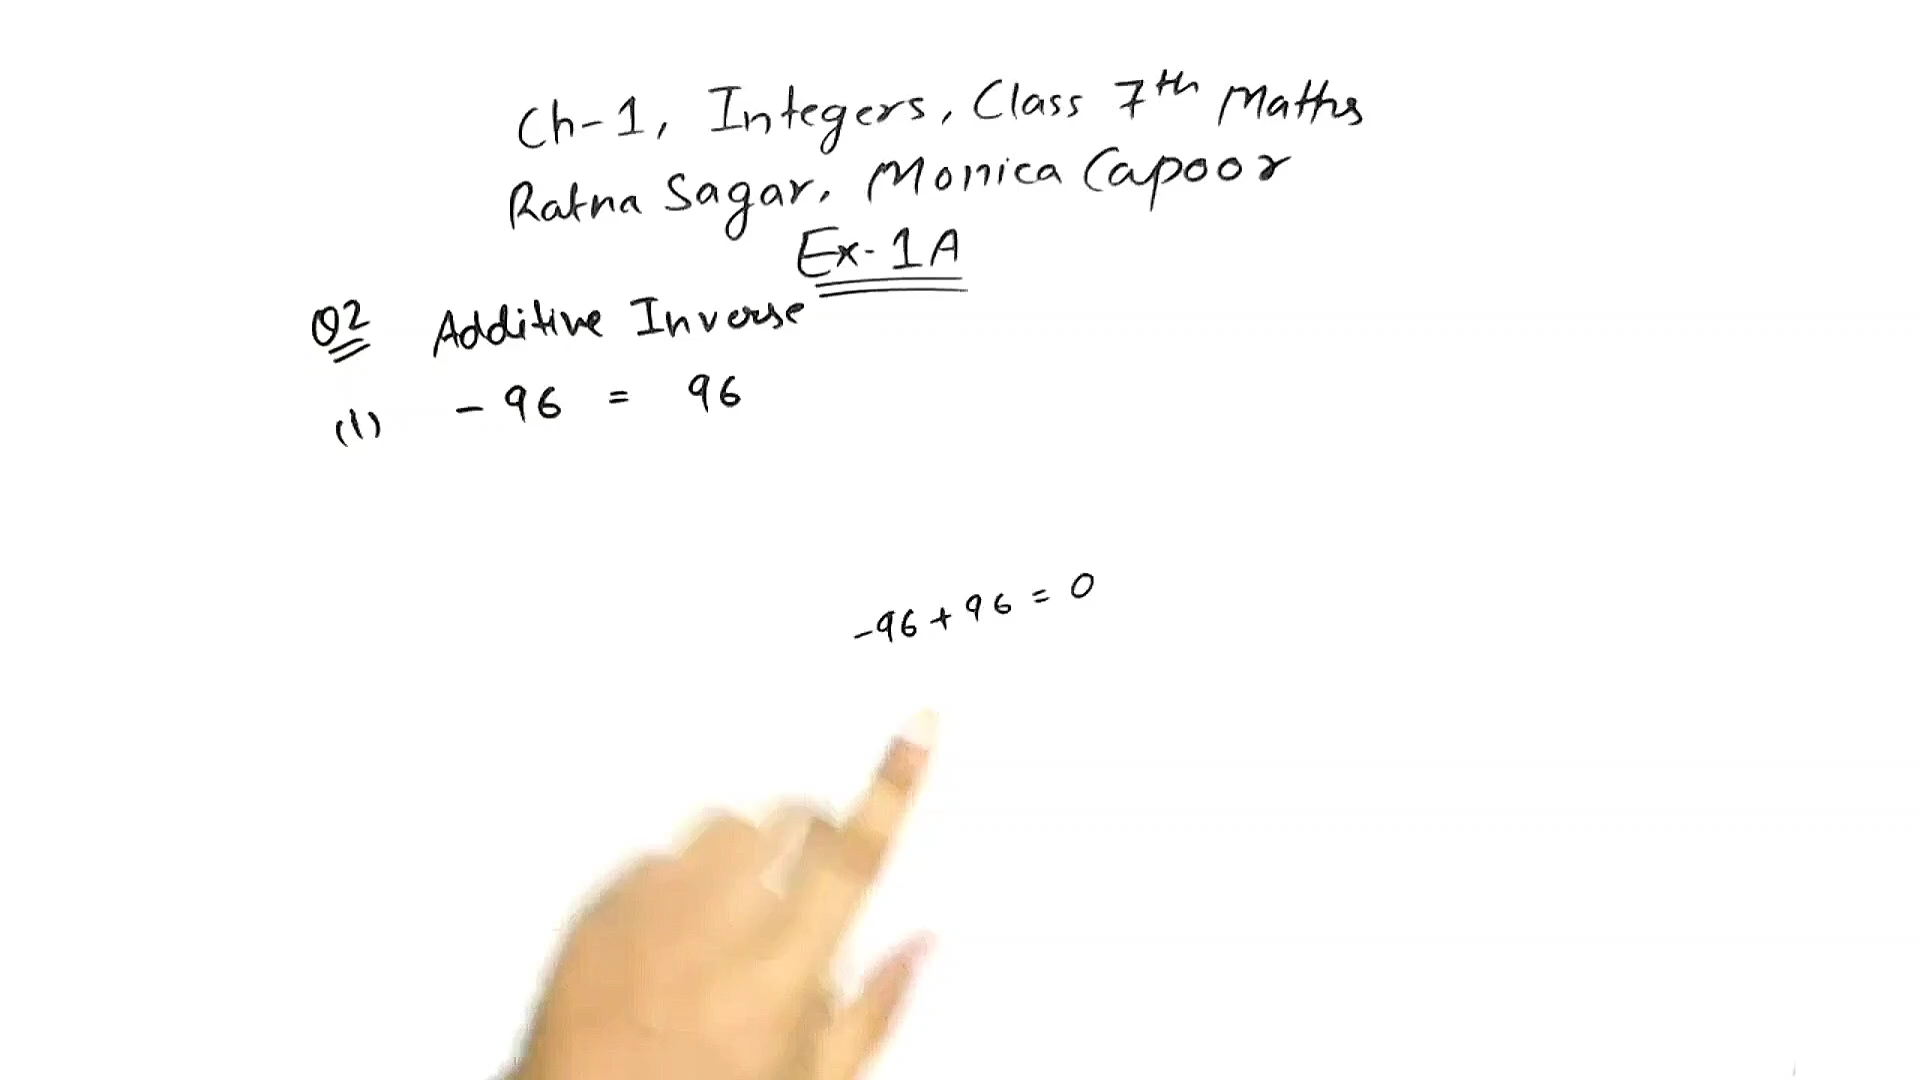 Ch-1, Integers, Class 7th Maths
Ratna Sagar, Monica Capoor
Ex-1A
Q2 Additive Inverse
(1) -96 = 96
-96 + 96 = 0